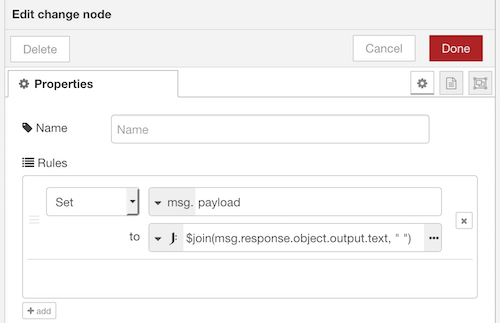 Edit change node
Delete
Cancel
Done
Properties
Name
Name
Rules
Set
msg. payload
to
J: $join(msg.response.object.output.text, " ")
•••
×
+ add